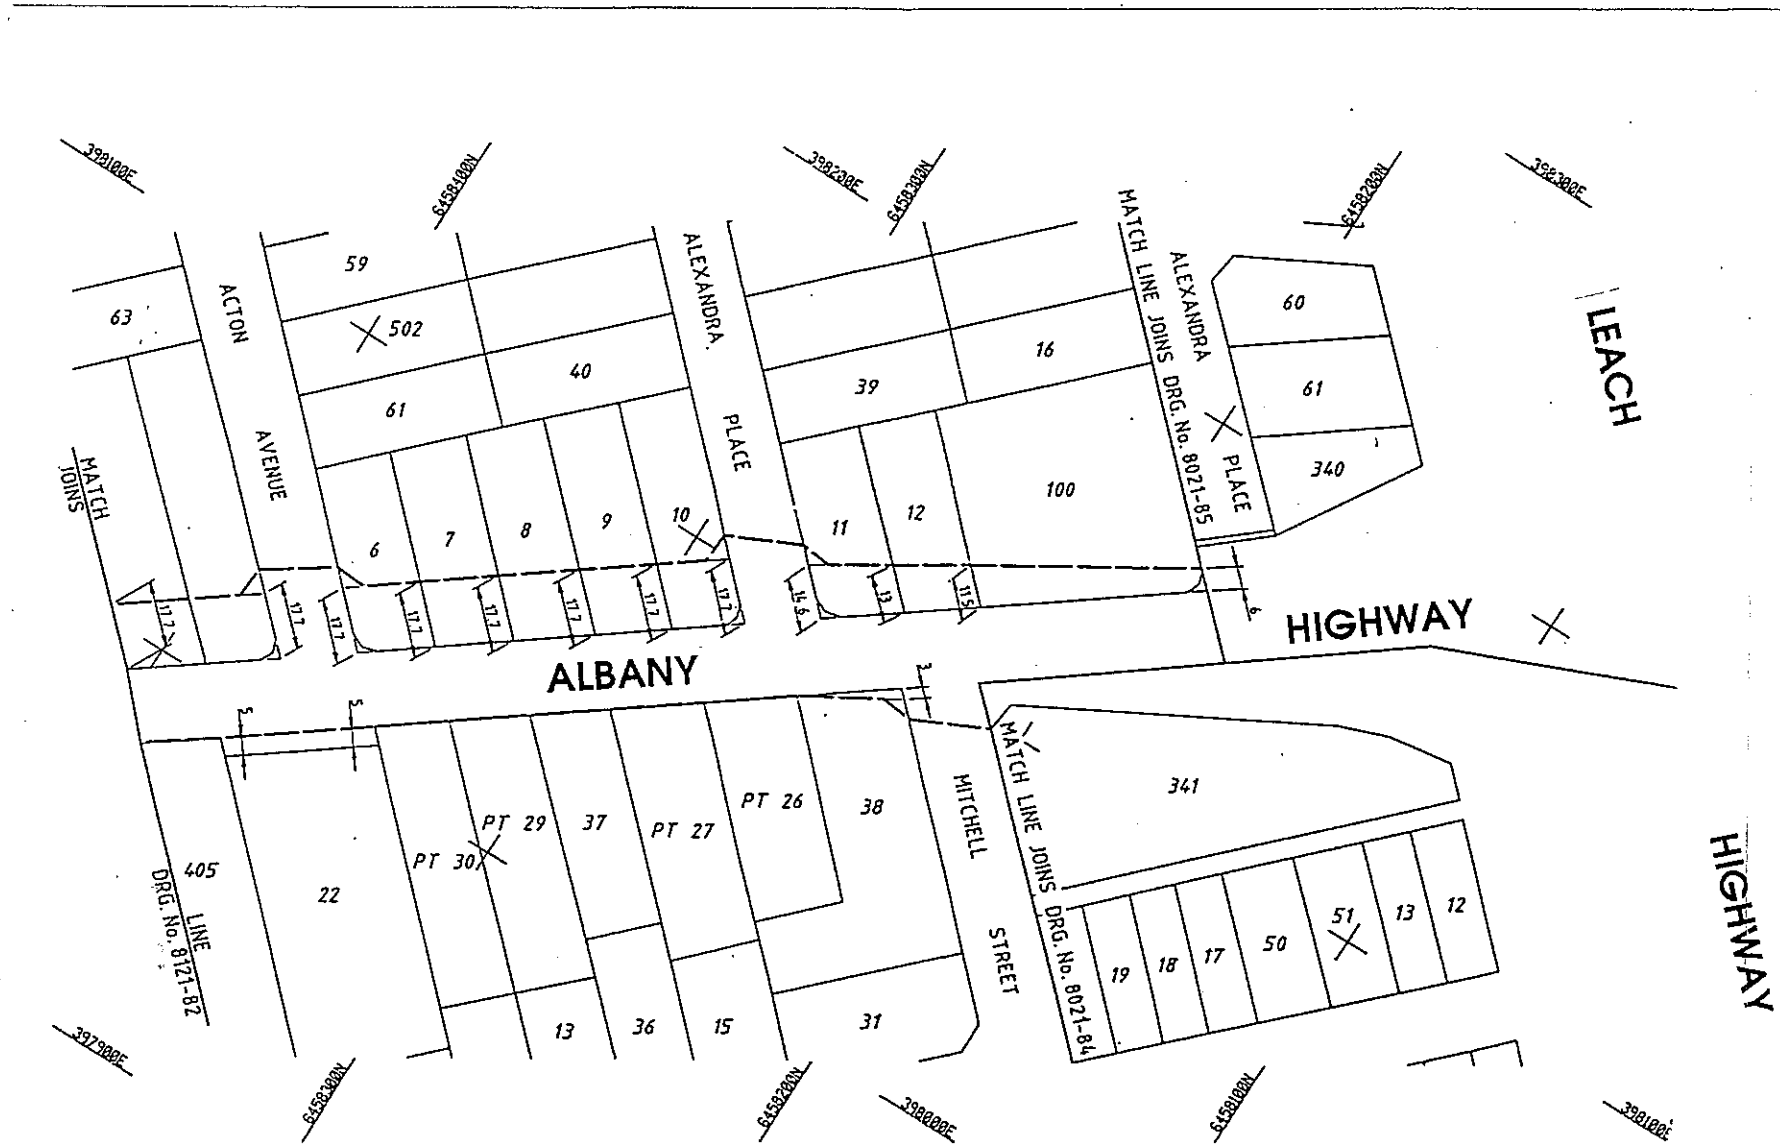 398100E
6458400N
398200E
6458300N
6458200N
398300E
MATCH LINE JOINS DRG. No. 8021-85
ALEXANDRA
PLACE
ALEXANDRA
PLACE
ACTON
AVENUE
LEACH
HIGHWAY
59
63
502
61
40
39
16
60
61
340
6
7
8
9
10
11
12
100
MATCH
JOINS
17.7
17.7
17.7
17.7
17.7
17.7
17.7
17.7
14.6
13
11.5
6
ALBANY
HIGHWAY
5
5
3
MATCH LINE JOINS DRG. No. 8021-84
MITCHELL
STREET
341
405
22
PT 30
PT 29
37
PT 27
PT 26
38
LINE
DRG. No. 8121-82
19
18
17
50
51
13
12
13
36
15
31
397900E
6458300N
6458200N
398000E
6458100N
398100E